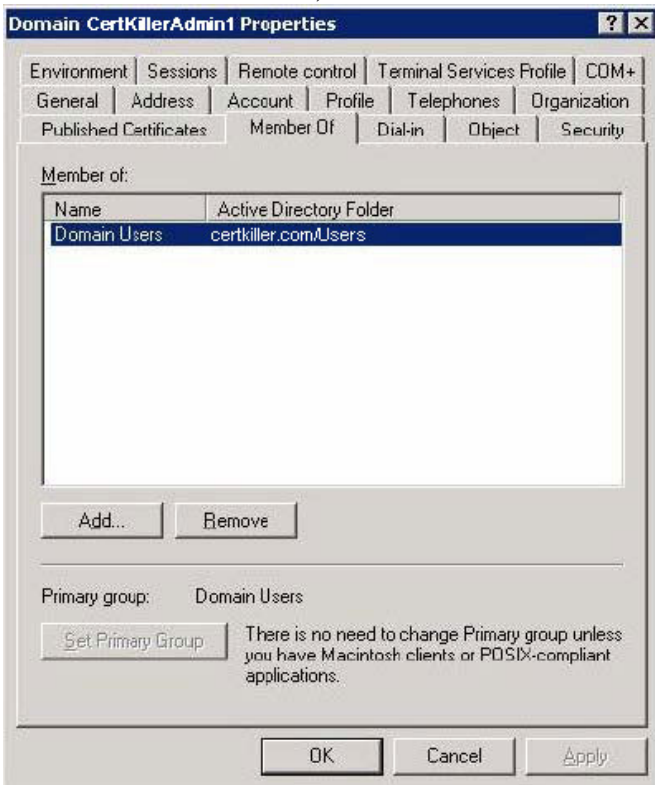 Domain CertKillerAdmin1 Properties
Environment Sessions Remote control Terminal Services Profile COM+
General Address Account Profile Telephones Organization
Published Certificates Member Of Dial-in Object Security
Member of:
Name Active Directory Folder
Domain Users certkiller.com/Users
Add... Remove
Primary group: Domain Users
Set Primary Group
There is no need to change Primary group unless
you have Macintosh clients or POSIX-compliant
applications.
OK Cancel Apply